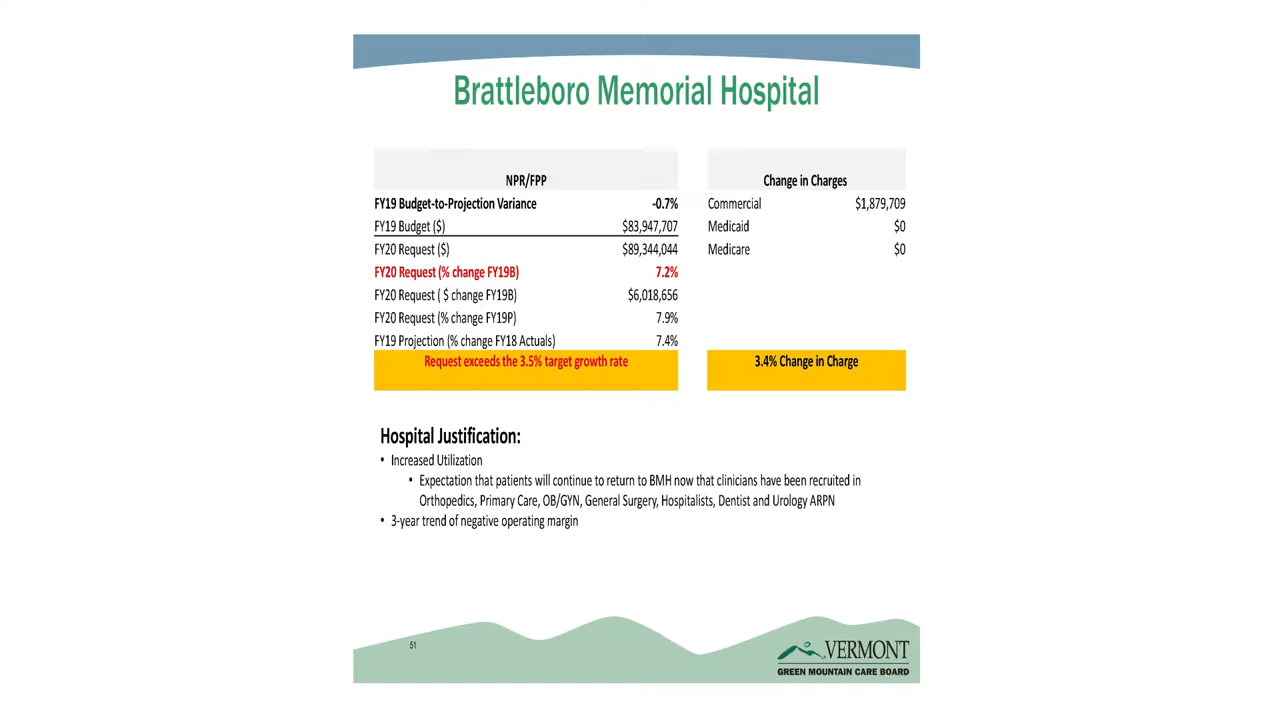 Brattleboro Memorial Hospital
NPR/FPP
FY19 Budget-to-Projection Variance -0.7%
FY19 Budget ($) $83,947,707
FY20 Request ($) $89,344,044
FY20 Request (% change FY19B) 7.2%
FY20 Request ( $ change FY19B) $6,018,656
FY20 Request (% change FY19P) 7.9%
FY19 Projection (% change FY18 Actuals) 7.4%
Request exceeds the 3.5% target growth rate
Change in Charges
Commercial $1,879,709
Medicaid $0
Medicare $0
3.4% Change in Charge
Hospital Justification:
• Increased Utilization
• Expectation that patients will continue to return to BMH now that clinicians have been recruited in
Orthopedics, Primary Care, OB/GYN, General Surgery, Hospitalists, Dentist and Urology ARPN
• 3-year trend of negative operating margin
51
VERMONT
GREEN MOUNTAIN CARE BOARD